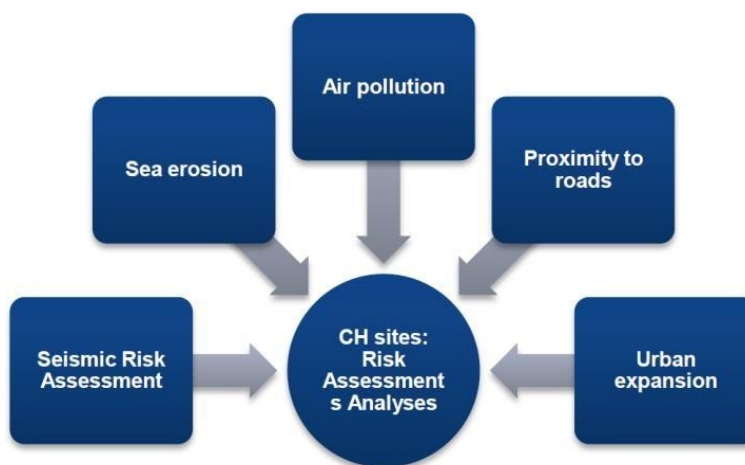 Air pollution
Sea erosion
Proximity to
roads
Seismic Risk
Assessment
CH sites:
Risk
Assessment
s Analyses
Urban
expansion